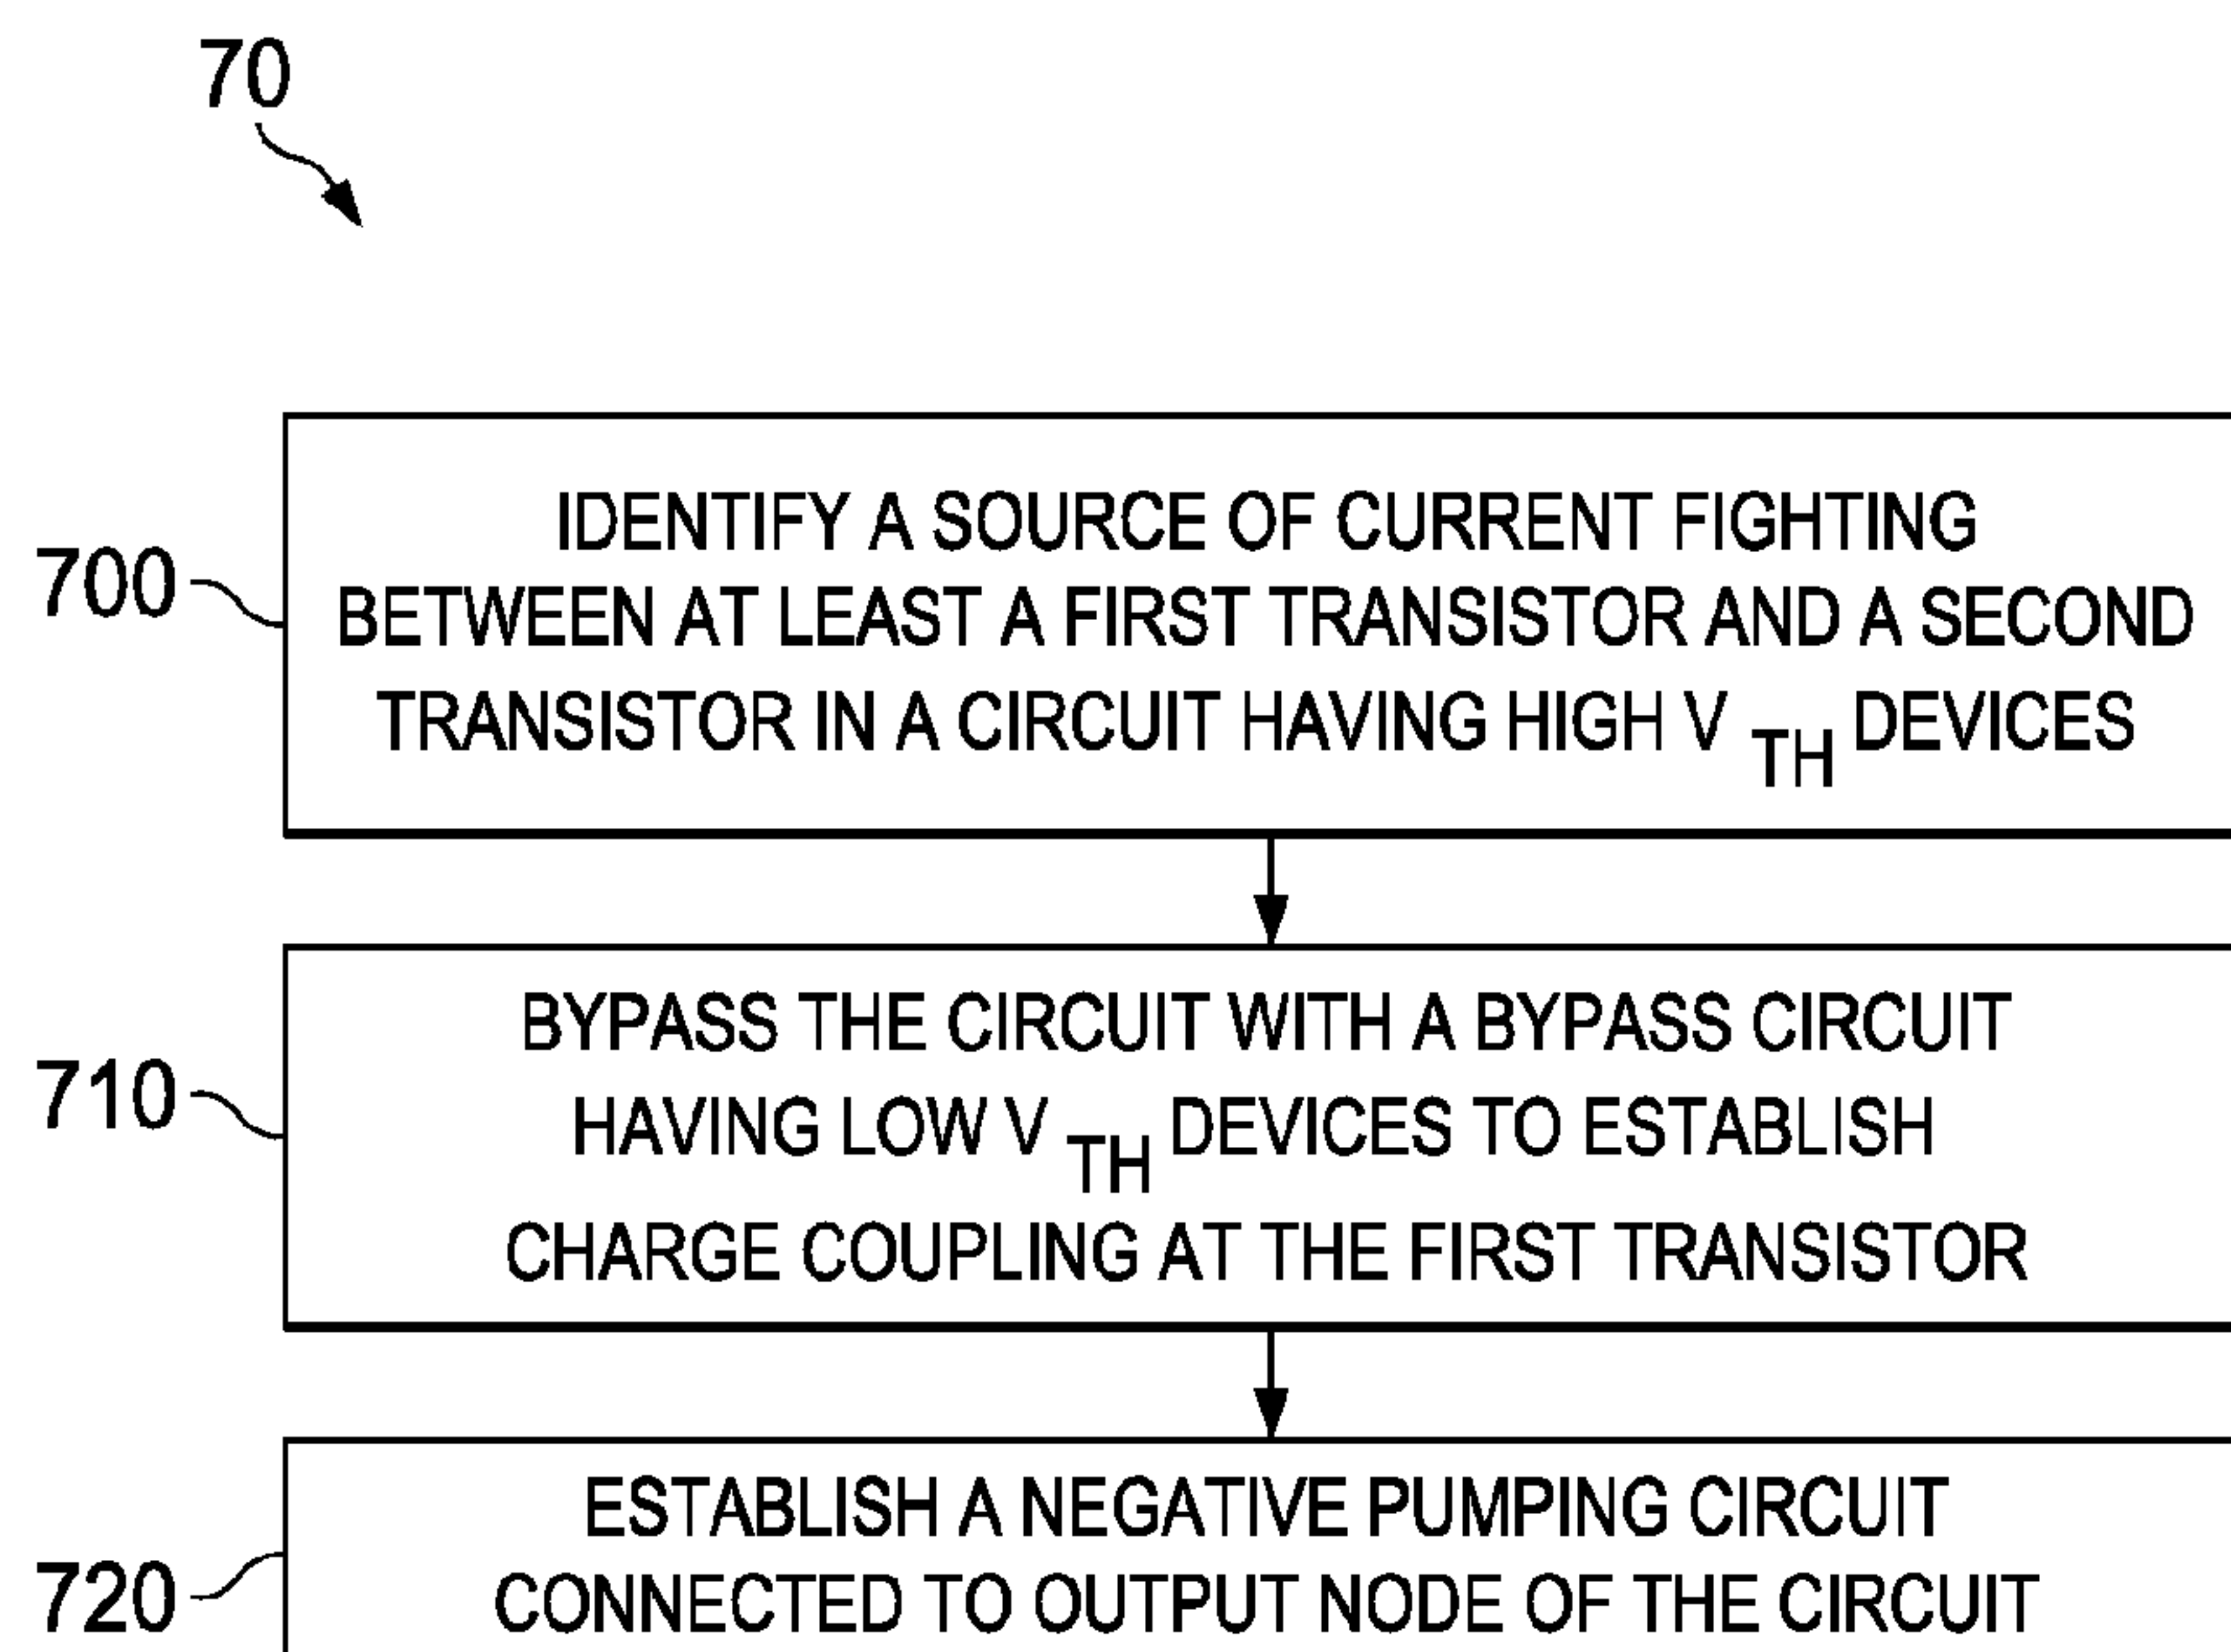 70
700
IDENTIFY A SOURCE OF CURRENT FIGHTING
BETWEEN AT LEAST A FIRST TRANSISTOR AND A SECOND
TRANSISTOR IN A CIRCUIT HAVING HIGH V TH DEVICES
710
BYPASS THE CIRCUIT WITH A BYPASS CIRCUIT
HAVING LOW V TH DEVICES TO ESTABLISH
CHARGE COUPLING AT THE FIRST TRANSISTOR
720
ESTABLISH A NEGATIVE PUMPING CIRCUIT
CONNECTED TO OUTPUT NODE OF THE CIRCUIT